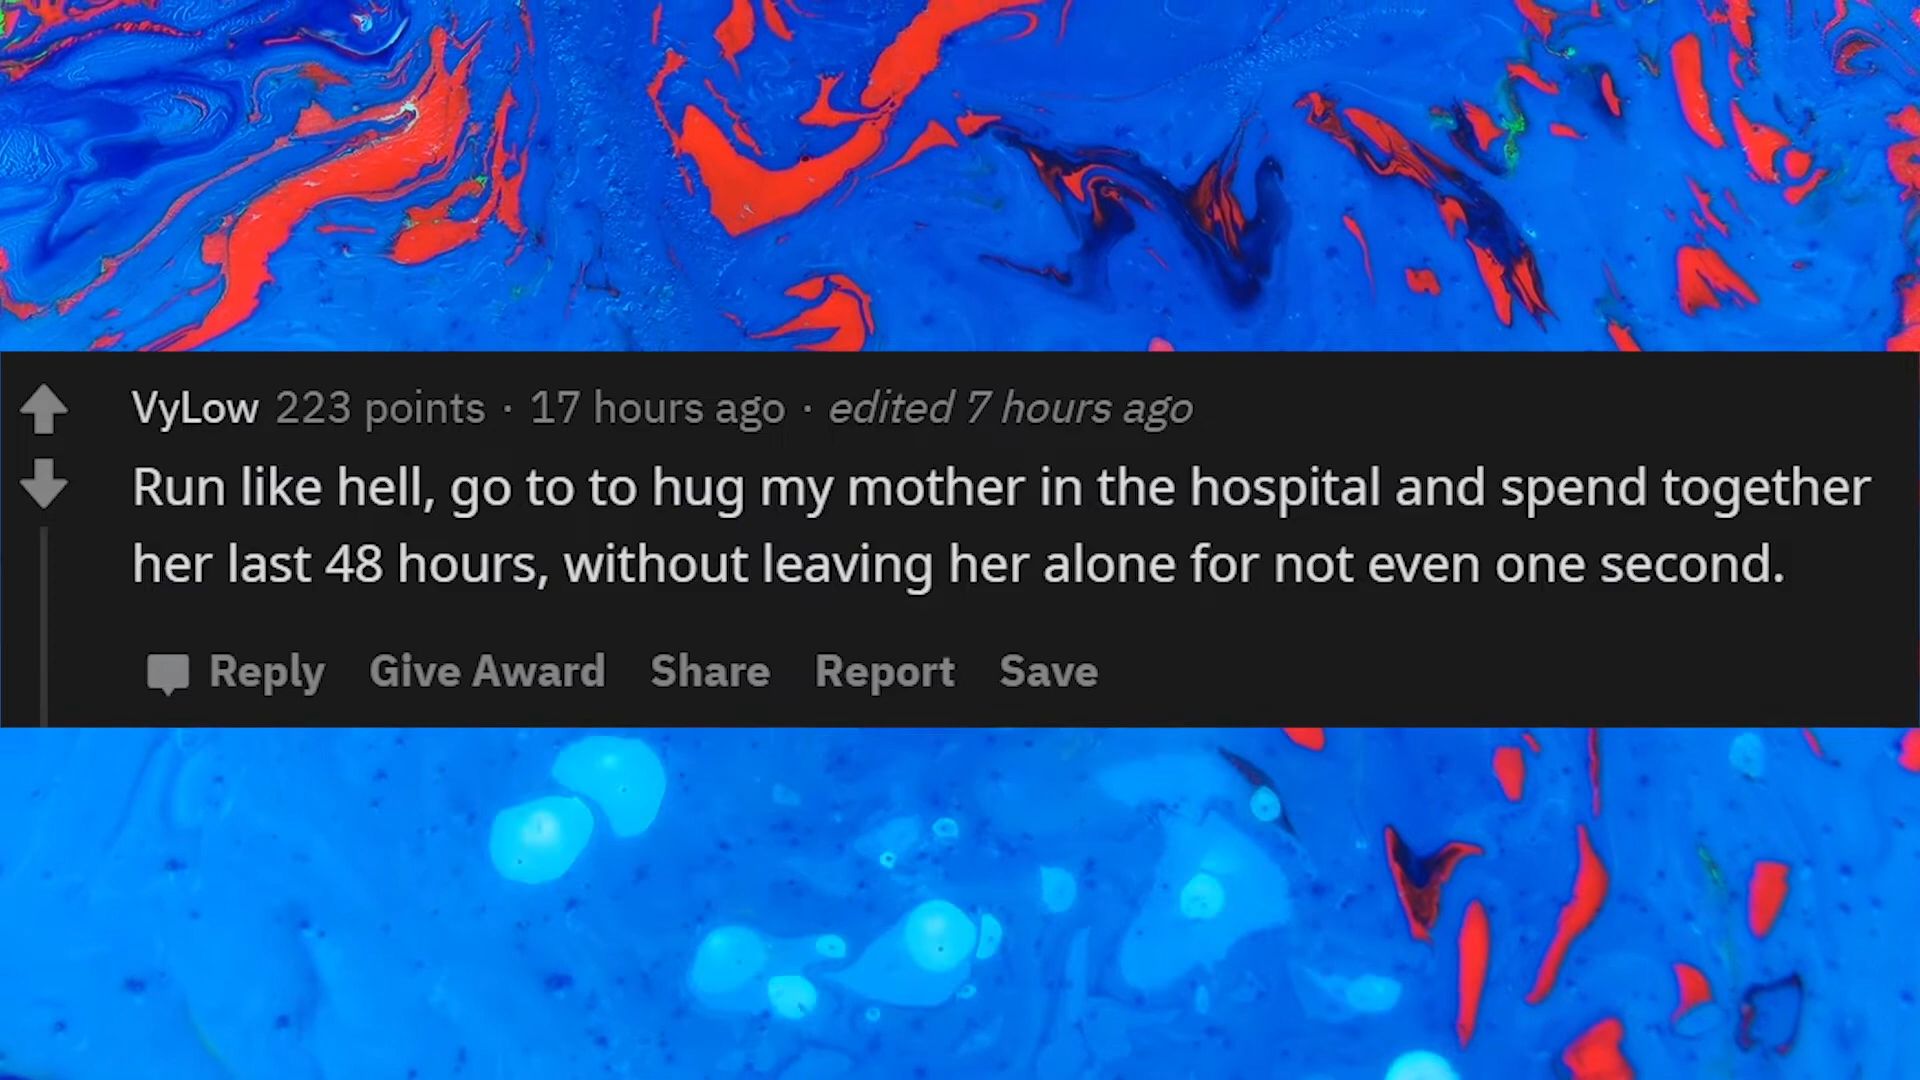 VyLow 223 points · 17 hours ago · edited 7 hours ago
Run like hell, go to to hug my mother in the hospital and spend together
her last 48 hours, without leaving her alone for not even one second.
Reply Give Award Share Report Save